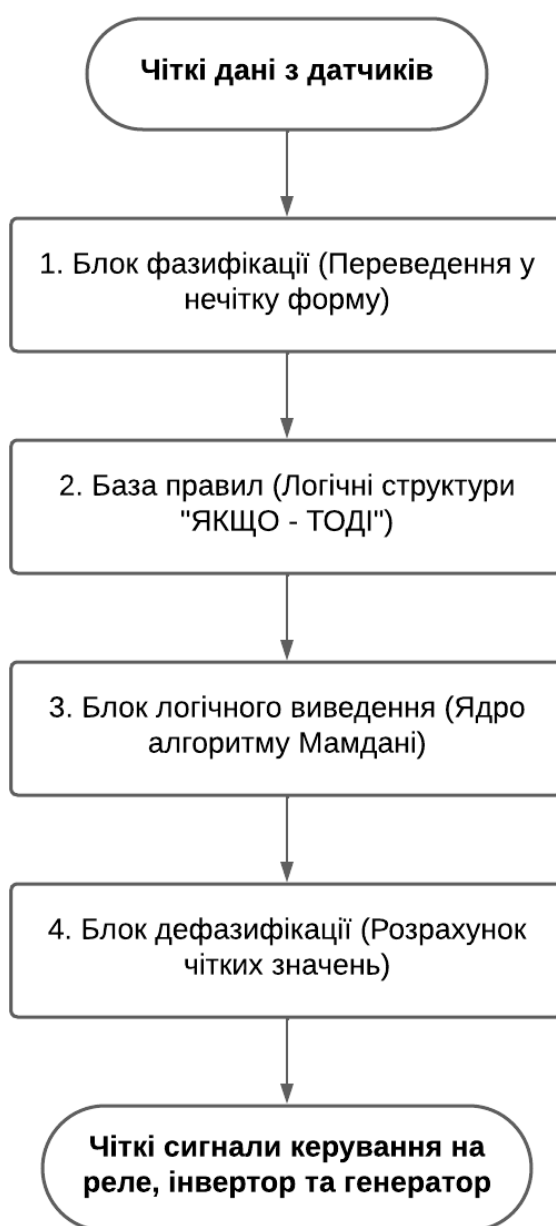 Чіткі дані з датчиків
1. Блок фазифікації (Переведення у
нечітку форму)
2. База правил (Логічні структури
"ЯКЩО - ТОДІ")
3. Блок логічного виведення (Ядро
алгоритму Мамдані)
4. Блок дефазифікації (Розрахунок
чітких значень)
Чіткі сигнали керування на
реле, інвертор та генератор